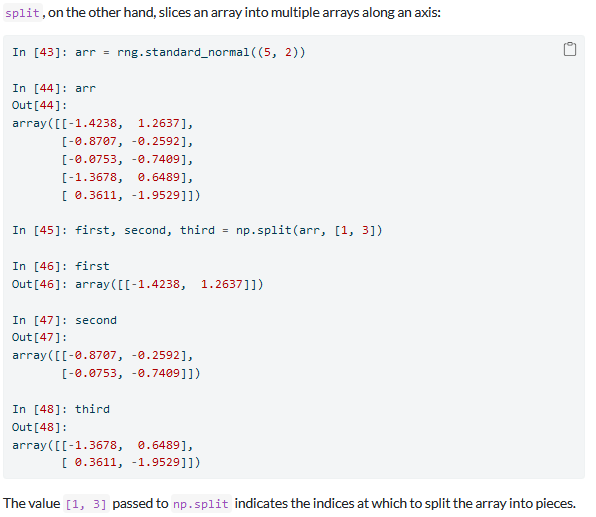 split, on the other hand, slices an array into multiple arrays along an axis:
In [43]: arr = rng.standard_normal((5, 2))
In [44]: arr
Out[44]:
array([[-1.4238,  1.2637],
       [-0.8707, -0.2592],
       [-0.0753, -0.7409],
       [-1.3678,  0.6489],
       [ 0.3611, -1.9529]])
In [45]: first, second, third = np.split(arr, [1, 3])
In [46]: first
Out[46]: array([[-1.4238,  1.2637]])
In [47]: second
Out[47]:
array([[-0.8707, -0.2592],
       [-0.0753, -0.7409]])
In [48]: third
Out[48]:
array([[-1.3678,  0.6489],
       [ 0.3611, -1.9529]])
The value [1, 3] passed to np.split indicates the indices at which to split the array into pieces.